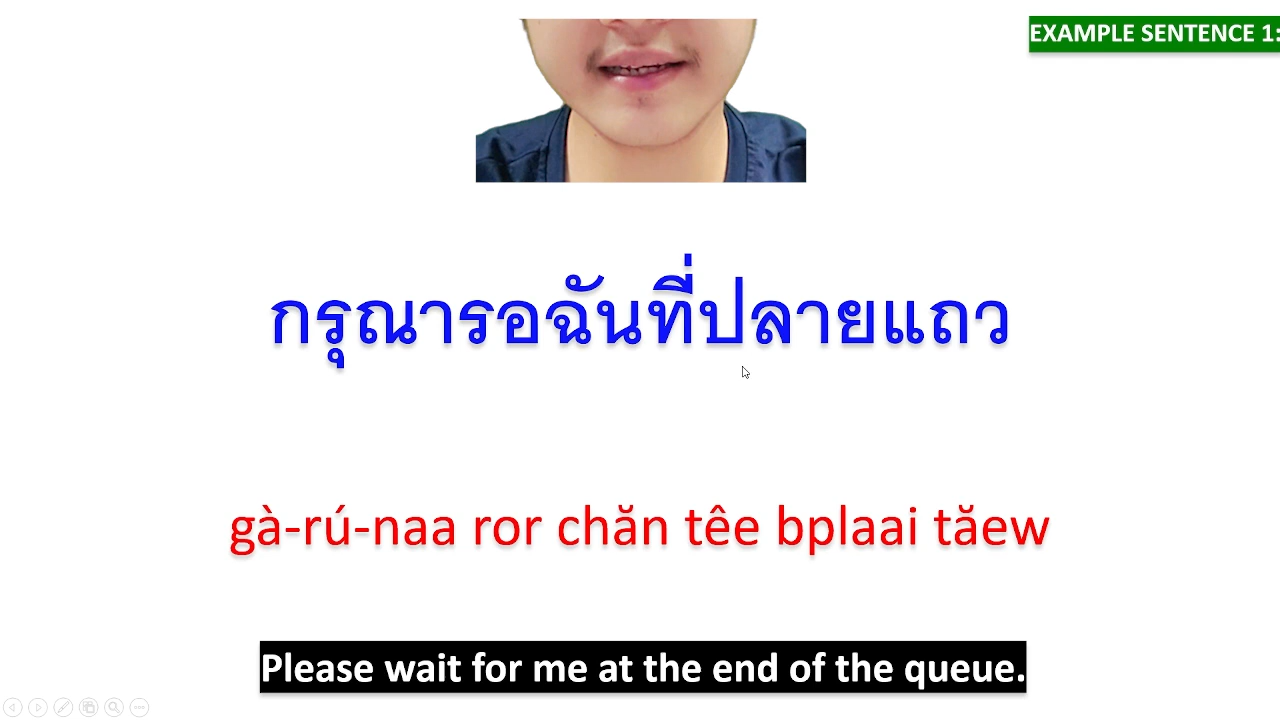 EXAMPLE SENTENCE 1:
กรุณารอฉันที่ปลายแถว
gà-rú-naa ror chăn têe bplaai tăew
Please wait for me at the end of the queue.